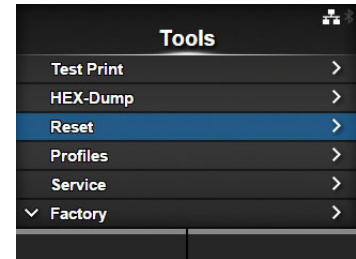 Tools
Test Print
HEX-Dump
Reset
Profiles
Service
Factory